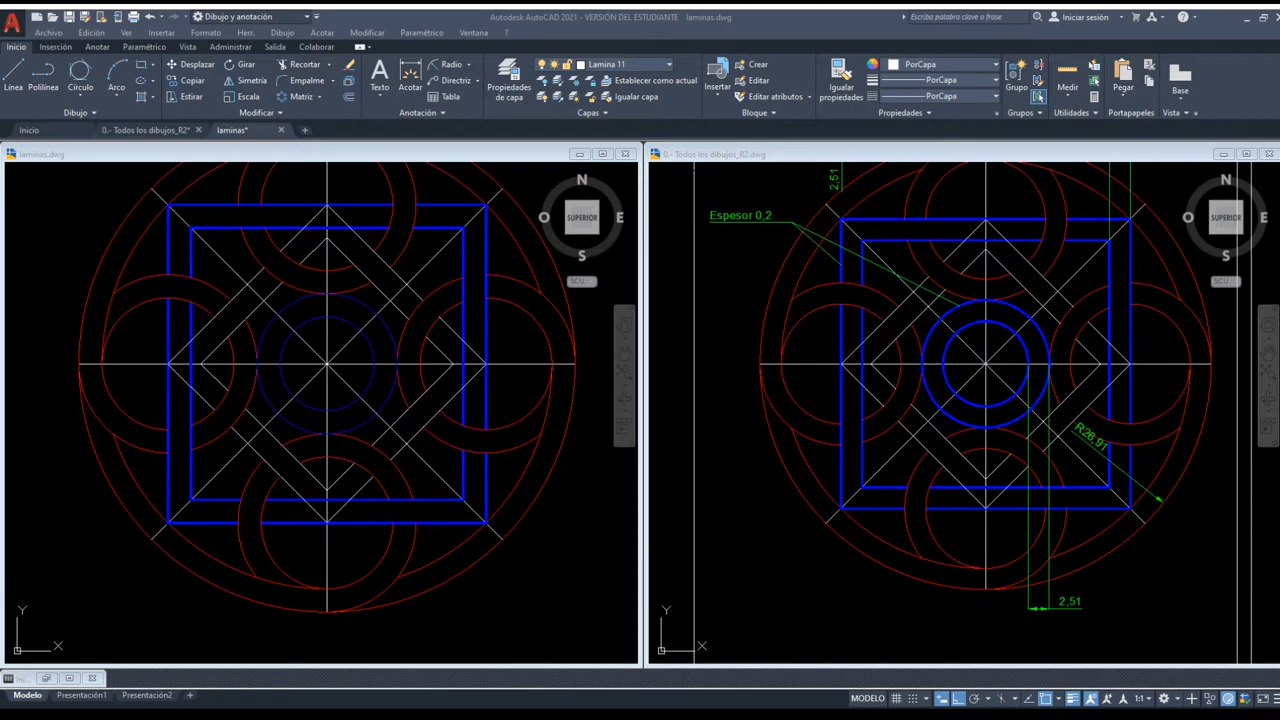 Dibujo y anotación
Autodesk AutoCAD 2021 - VERSIÓN DEL ESTUDIANTE laminas.dwg
Escriba palabra clave o frase
Iniciar sesión
Archivo Edición Ver Insertar Formato Herr. Dibujo Acotar Modificar Paramétrico Ventana ?
Inicio Inserción Anotar Paramétrico Vista Administrar Salida Colaborar
Línea Polilínea Círculo Arco
Desplazar Girar Recortar
Copiar Simetría Empalme
Estirar Escala Matriz
Texto Acotar
Radio
Directriz
Tabla
Propiedades de capa
Lamina 11
Establecer como actual
Igualar capa
Insertar
Crear
Editar
Editar atributos
Igualar propiedades
PorCapa
PorCapa
PorCapa
Grupo
Medir
Pegar
Base
Dibujo Modificar Anotación Capas Bloque Propiedades Grupos Utilidades Portapapeles Vista
Inicio 0.- Todos los dibujos_R2* laminas*
laminas.dwg
N
O SUPERIOR E
S
SCU
Y
X
0.- Todos los dibujos_R2.dwg
2,51
Espesor 0,2
N
O SUPERIOR E
S
SCU
R26,91
2,51
Y
X
Modelo Presentación1 Presentación2
MODELO 1:1